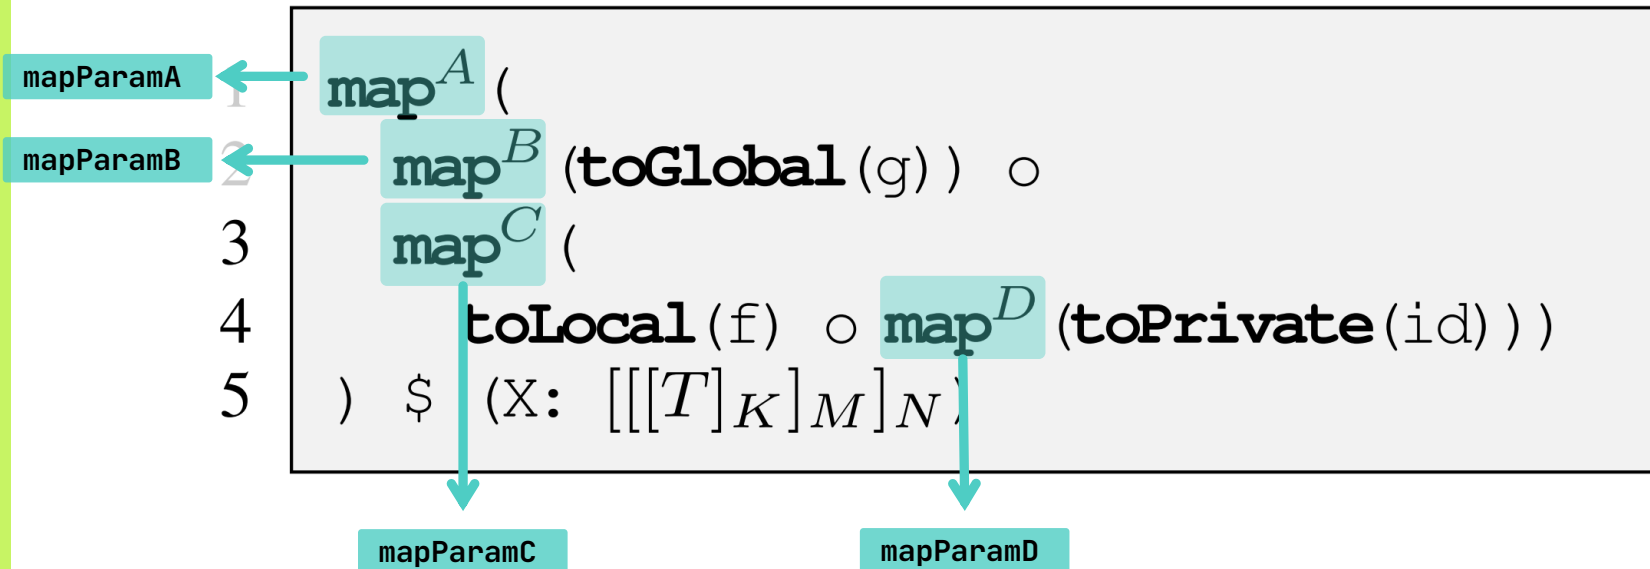 mapParamA
1 map^A (
mapParamB
2 map^B (toGlobal(g)) ○
3 map^C (
4 toLocal(f) ○ map^D (toPrivate(id)))
5 ) $ (X: [[[T]_K]_M]_N)
mapParamC mapParamD